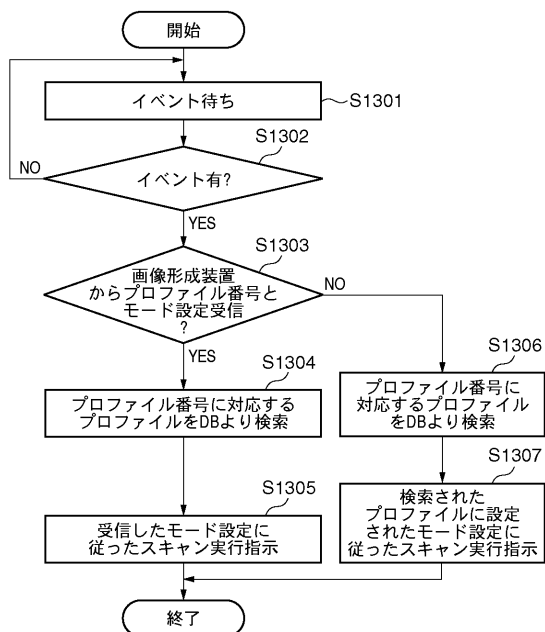 開始
イベント待ち
S1301
S1302
イベント有?
NO
YES
S1303
画像形成装置
からプロファイル番号と
モード設定受信
?
NO
YES
S1304
プロファイル番号に対応する
プロファイルをDBより検索
S1305
受信したモード設定に
従ったスキャン実行指示
S1306
プロファイル番号に
対応するプロファイル
をDBより検索
S1307
検索された
プロファイルに設定
されたモード設定に
従ったスキャン実行指示
終了